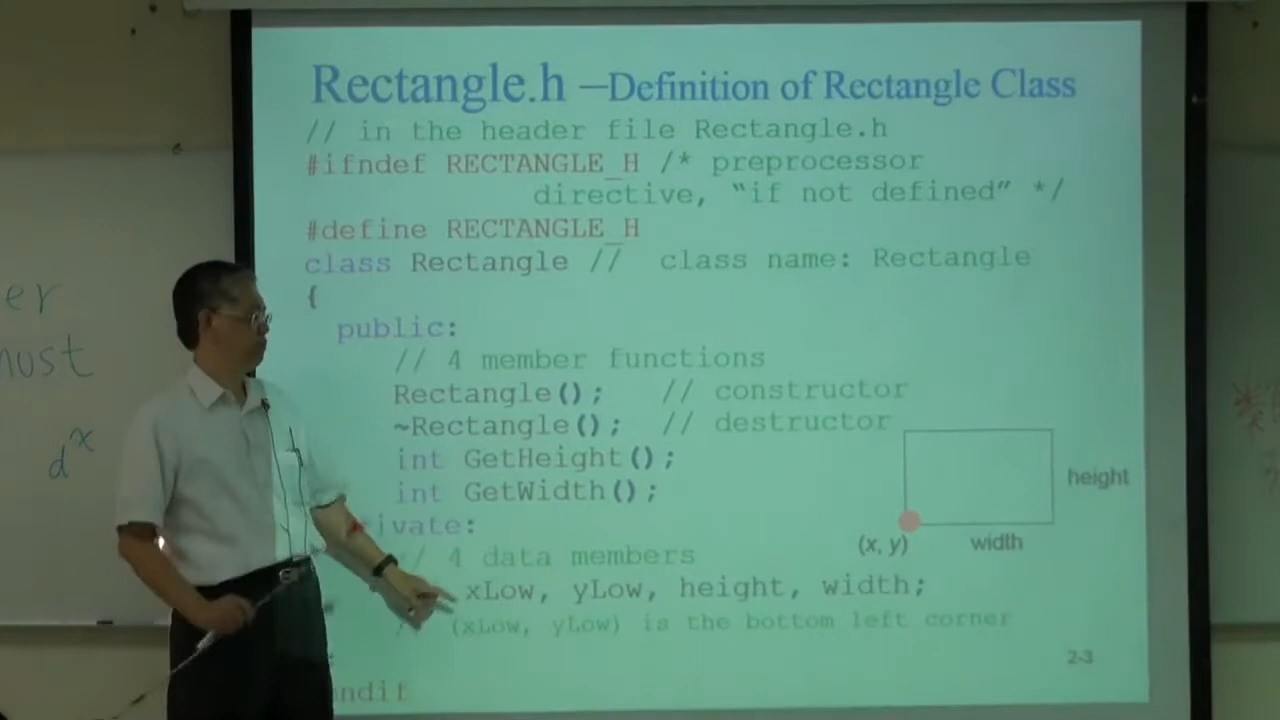 Rectangle.h –Definition of Rectangle Class
// in the header file Rectangle.h
#ifndef RECTANGLE_H /* preprocessor
directive, “if not defined” */
#define RECTANGLE_H
class Rectangle // class name: Rectangle
{
public:
// 4 member functions
Rectangle(); // constructor
~Rectangle(); // destructor
int GetHeight();
int GetWidth();
ivate:
/ 4 data members
xLow, yLow, height, width;
(xLow, yLow) is the bottom left corner
ndif
height
(x, y) width
2-3
er
must
d^x